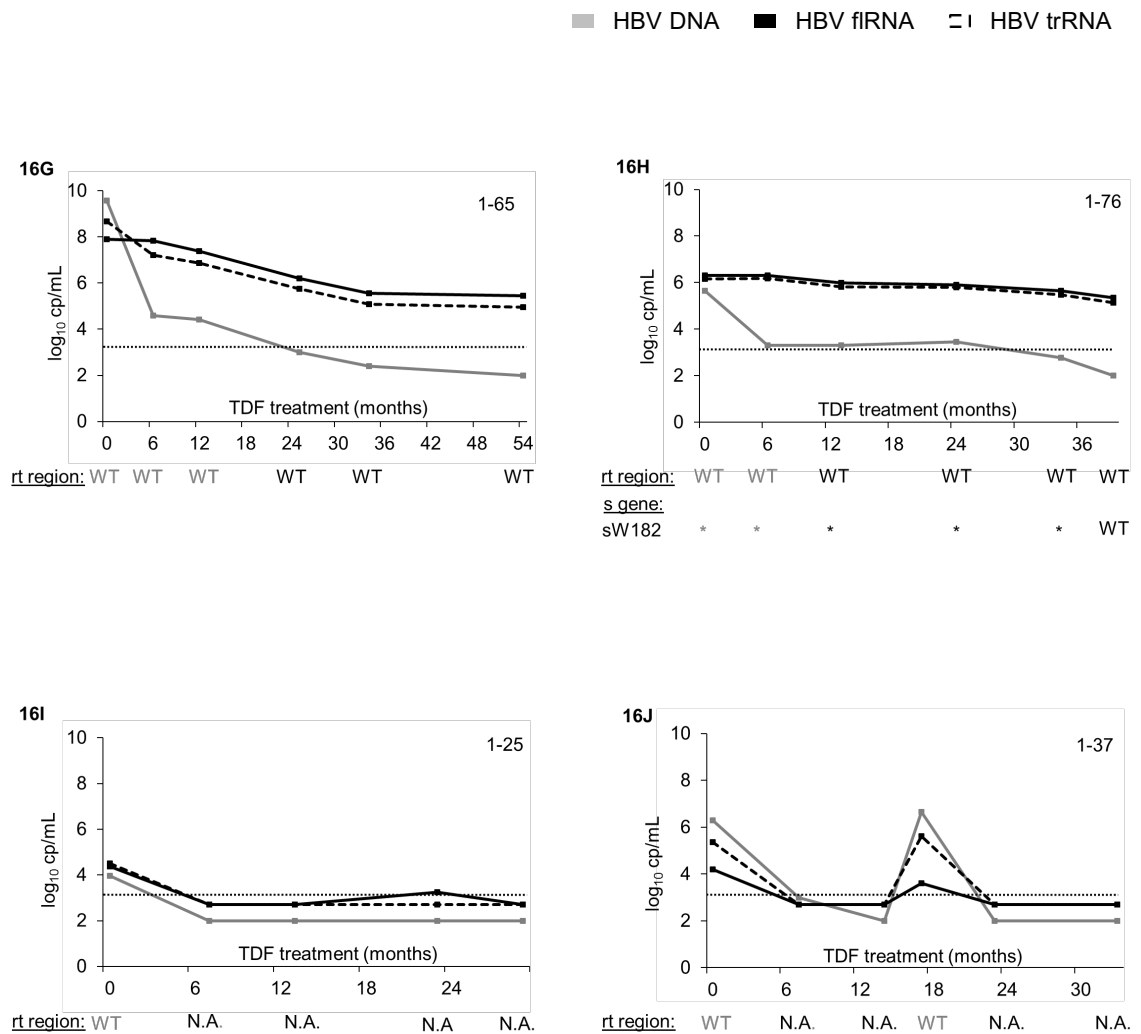 HBV DNA HBV flRNA HBV trRNA
16G
1-65
10
8
6
4
2
0
log10 cp/mL
TDF treatment (months)
0 6 12 18 24 30 36 42 48 54
rt region: WT WT WT WT WT WT
16H
1-76
10
8
6
4
2
0
log10 cp/mL
TDF treatment (months)
0 6 12 18 24 30 36
rt region: WT WT WT WT WT WT
s gene:
sW182 * * * * * WT
16I
1-25
10
8
6
4
2
0
log10 cp/mL
TDF treatment (months)
0 6 12 18 24
rt region: WT N.A. N.A. N.A N.A.
16J
1-37
10
8
6
4
2
0
log10 cp/mL
TDF treatment (months)
0 6 12 18 24 30
rt region: WT N.A. N.A. WT N.A. N.A.